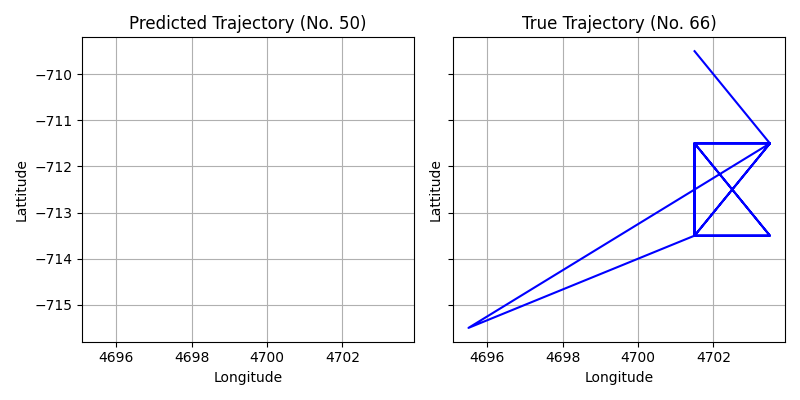 Predicted Trajectory (No. 50)
True Trajectory (No. 66)
−710
−711
−712
−713
−714
−715
Lattitude
Lattitude
4696
4698
4700
4702
4696
4698
4700
4702
Longitude
Longitude